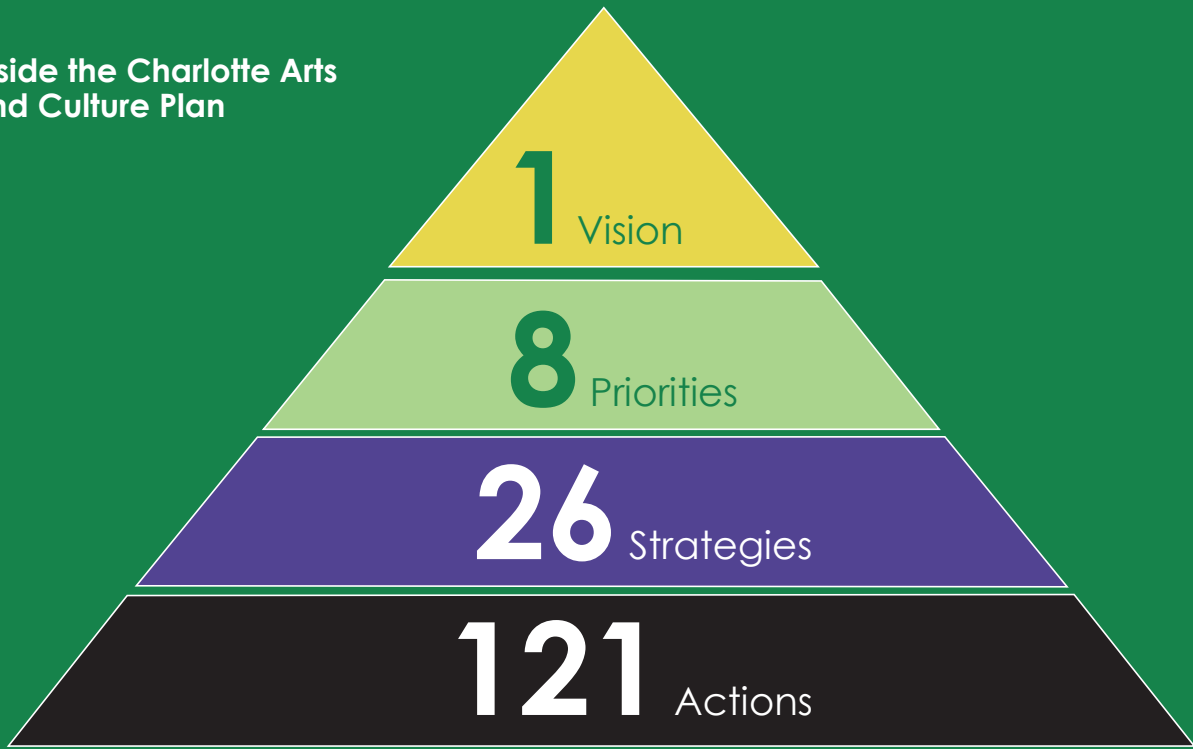 side the Charlotte Arts
nd Culture Plan
1 Vision
8 Priorities
26 Strategies
121 Actions